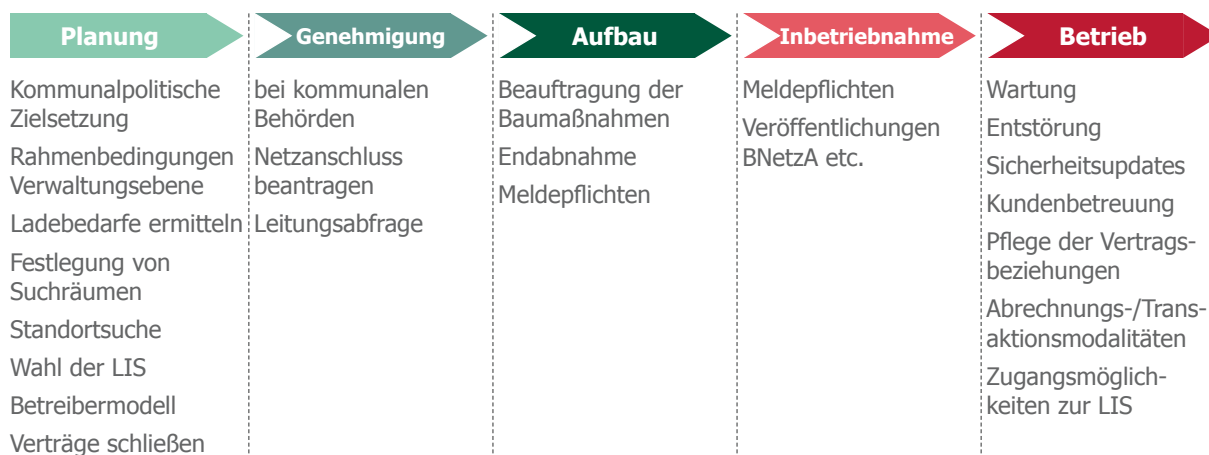 Planung
Kommunalpolitische
Zielsetzung
Rahmenbedingungen
Verwaltungsebene
Ladebedarfe ermitteln
Festlegung von
Suchräumen
Standortsuche
Wahl der LIS
Betreibermodell
Verträge schließen
Genehmigung
bei kommunalen
Behörden
Netzanschluss
beantragen
Leitungsabfrage
Aufbau
Beauftragung der
Baumaßnahmen
Endabnahme
Meldepflichten
Inbetriebnahme
Meldepflichten
Veröffentlichungen
BNetzA etc.
Betrieb
Wartung
Entstörung
Sicherheitsupdates
Kundenbetreuung
Pflege der Vertrags-
beziehungen
Abrechnungs-/Trans-
aktionsmodalitäten
Zugangsmöglich-
keiten zur LIS